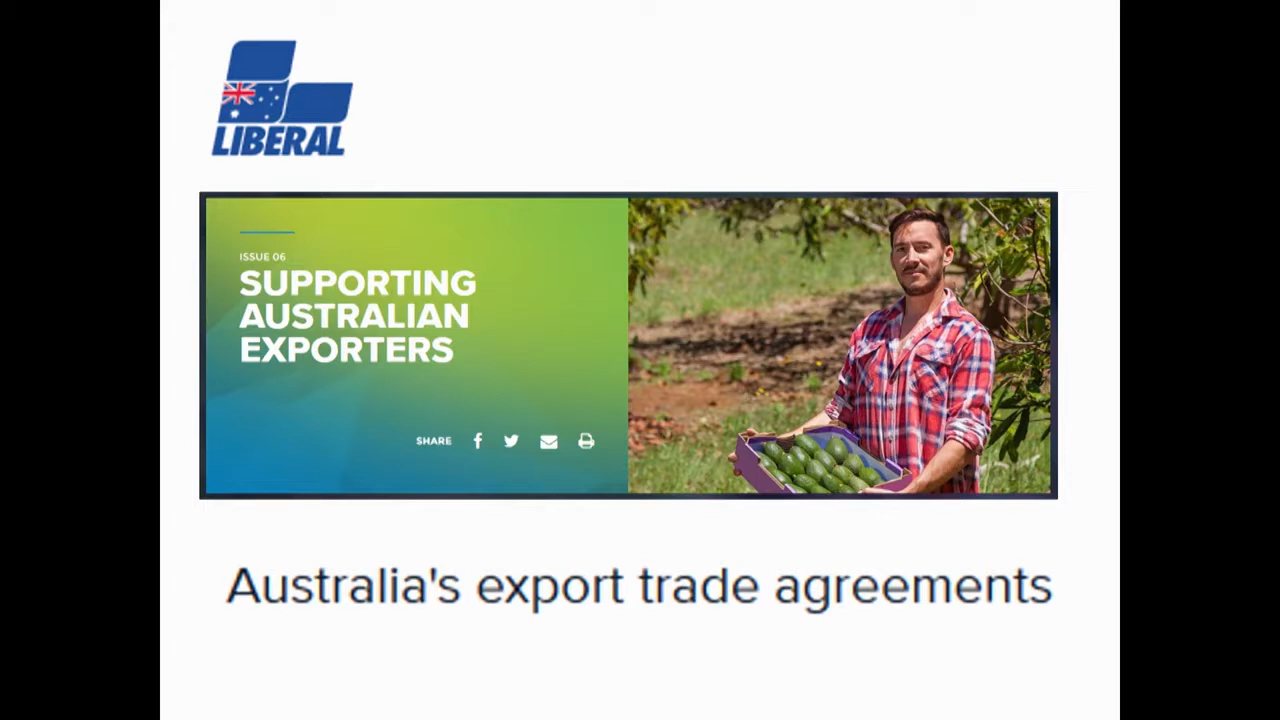 LIBERAL
ISSUE 06
SUPPORTING
AUSTRALIAN
EXPORTERS
SHARE
Australia's export trade agreements